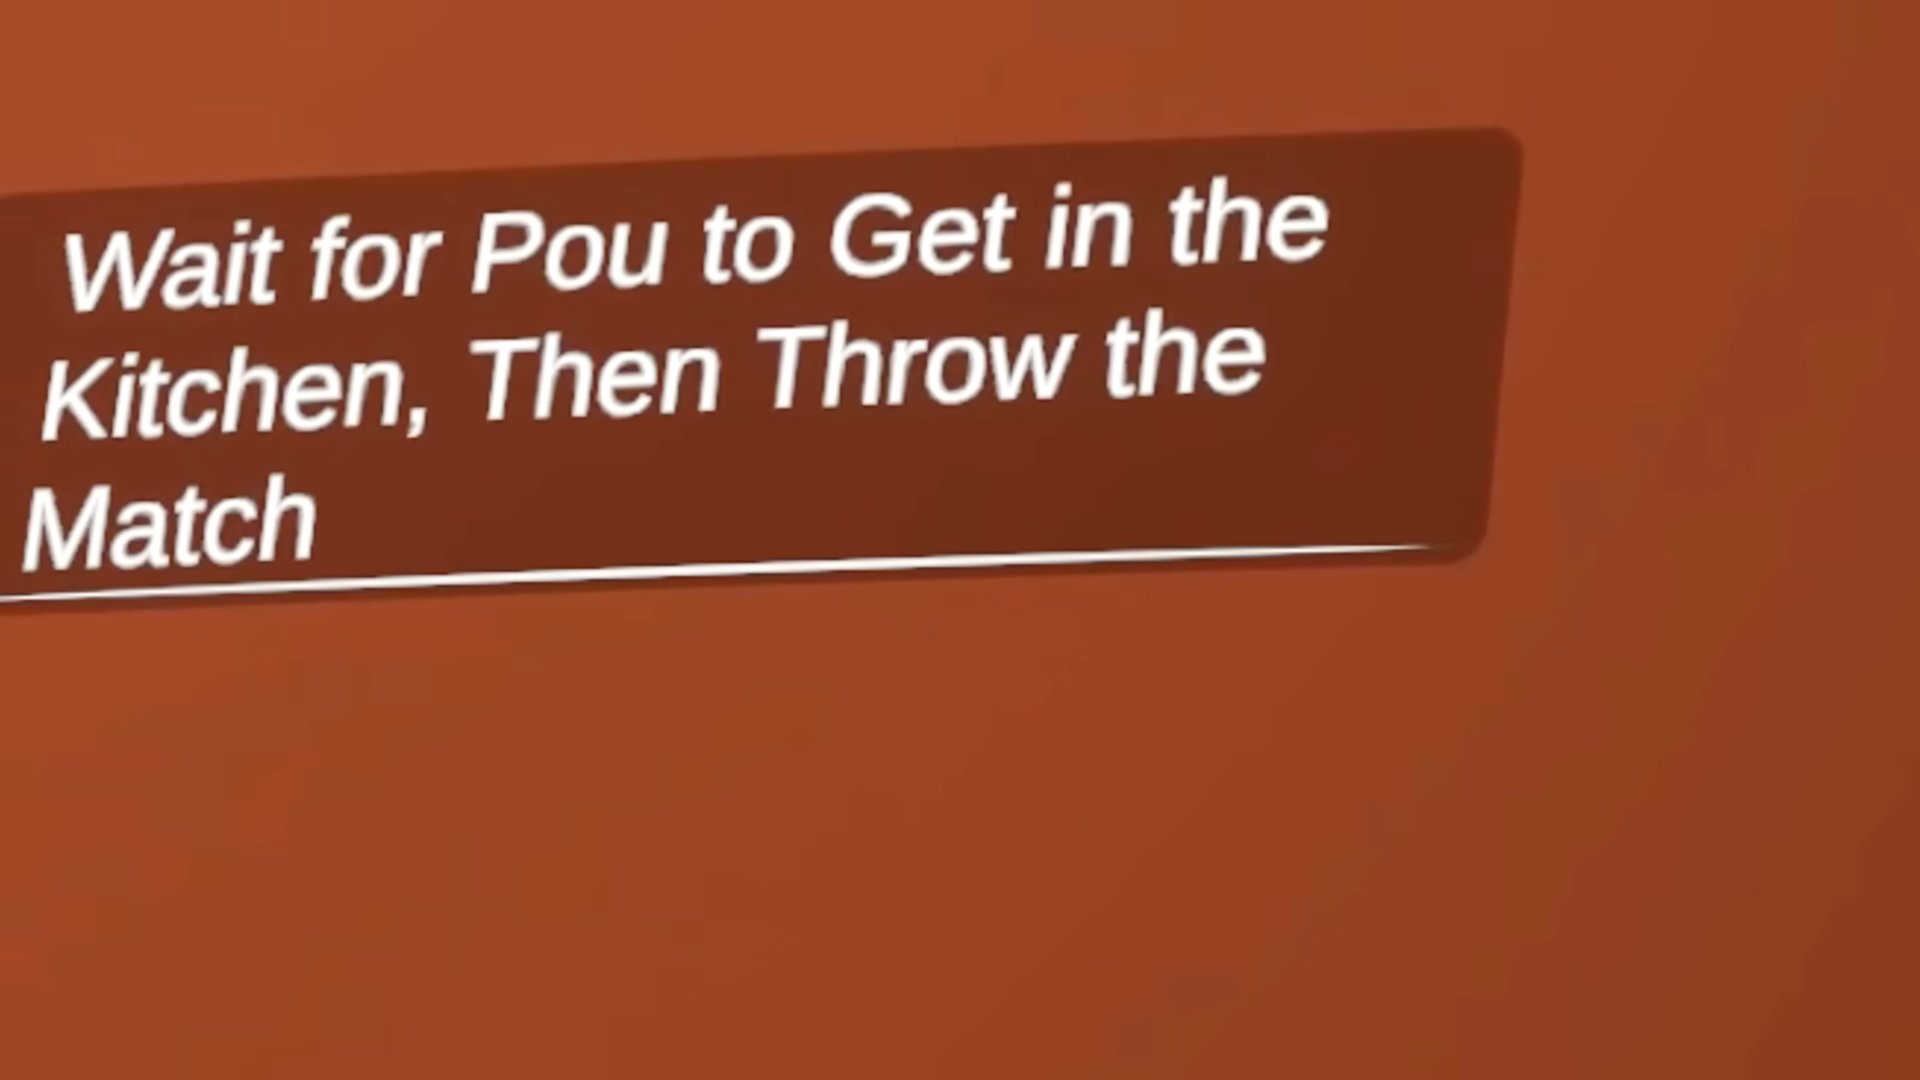 Wait for Pou to Get in the
Kitchen, Then Throw the
Match